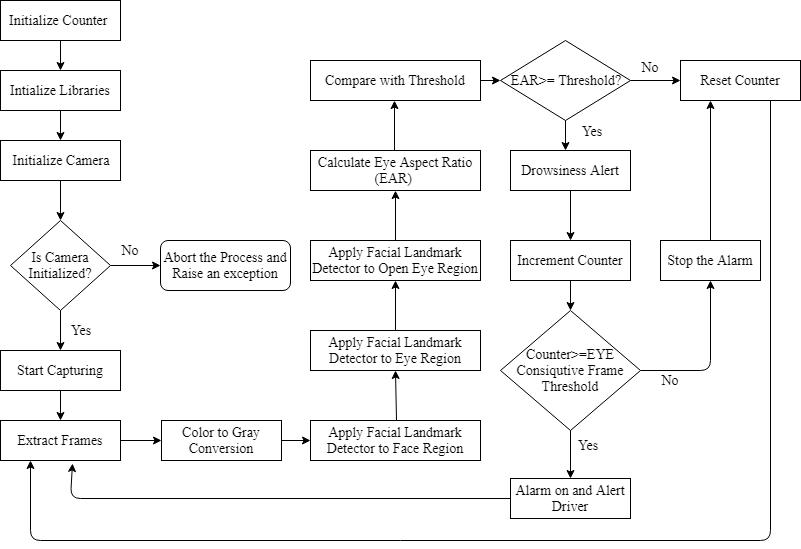 Initialize Counter
Intialize Libraries
Initialize Camera
Is Camera
Initialized?
No
Abort the Process and
Raise an exception
Yes
Start Capturing
Extract Frames
Color to Gray
Conversion
Apply Facial Landmark
Detector to Face Region
Apply Facial Landmark
Detector to Eye Region
Apply Facial Landmark
Detector to Open Eye Region
Calculate Eye Aspect Ratio
(EAR)
Compare with Threshold
EAR>= Threshold?
No
Reset Counter
Yes
Drowsiness Alert
Increment Counter
Stop the Alarm
Counter>=EYE
Consiqutive Frame
Threshold
No
Yes
Alarm on and Alert
Driver